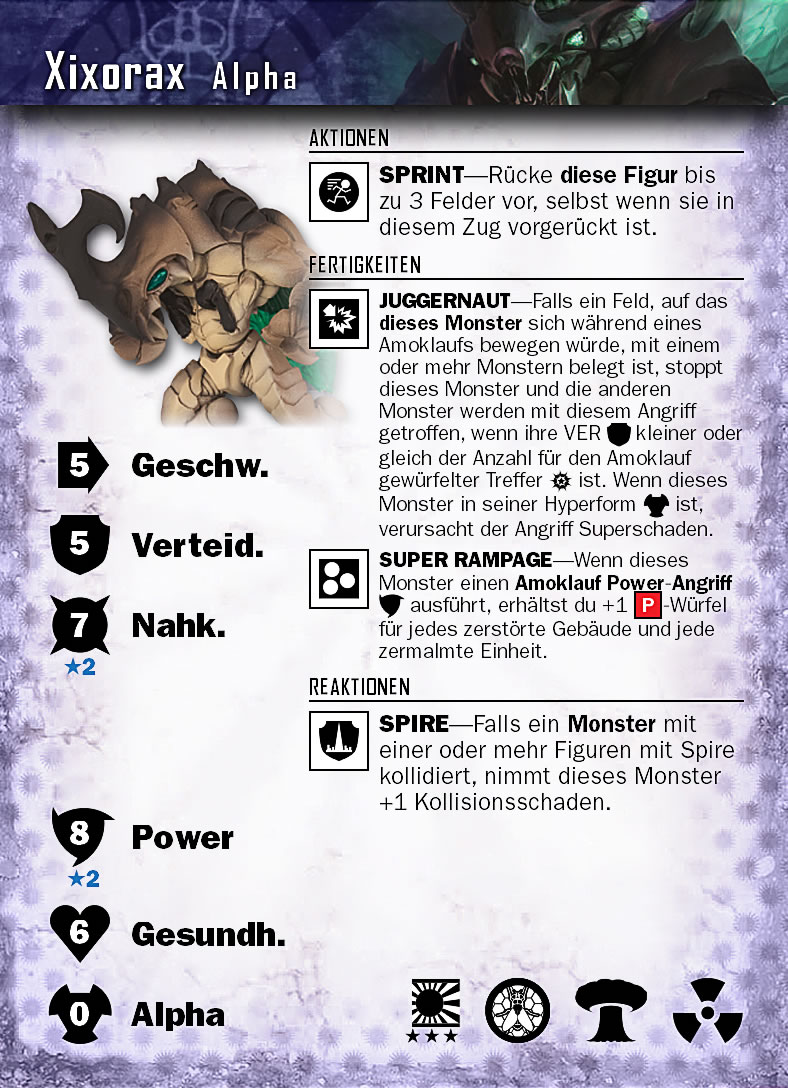 Xixorax Alpha
AKTIONEN
SPRINT—Rücke diese Figur bis
zu 3 Felder vor, selbst wenn sie in
diesem Zug vorgerückt ist.
FERTIGKEITEN
JUGGERNAUT—Falls ein Feld, auf das
dieses Monster sich während eines
Amoklaufs bewegen würde, mit einem
oder mehr Monstern belegt ist, stoppt
dieses Monster und die anderen
Monster werden mit diesem Angriff
getroffen, wenn ihre VER kleiner oder
gleich der Anzahl für den Amoklauf
gewürfelter Treffer ist. Wenn dieses
Monster in seiner Hyperform ist,
verursacht der Angriff Superschaden.
SUPER RAMPAGE—Wenn dieses
Monster einen Amoklauf Power-Angriff
ausführt, erhältst du +1 P-Würfel
für jedes zerstörte Gebäude und jede
zermalmte Einheit.
REAKTIONEN
SPIRE—Falls ein Monster mit
einer oder mehr Figuren mit Spire
kollidiert, nimmt dieses Monster
+1 Kollisionsschaden.
5 Geschw.
5 Verteid.
7 Nahk.
★2
8 Power
★2
6 Gesundh.
0 Alpha